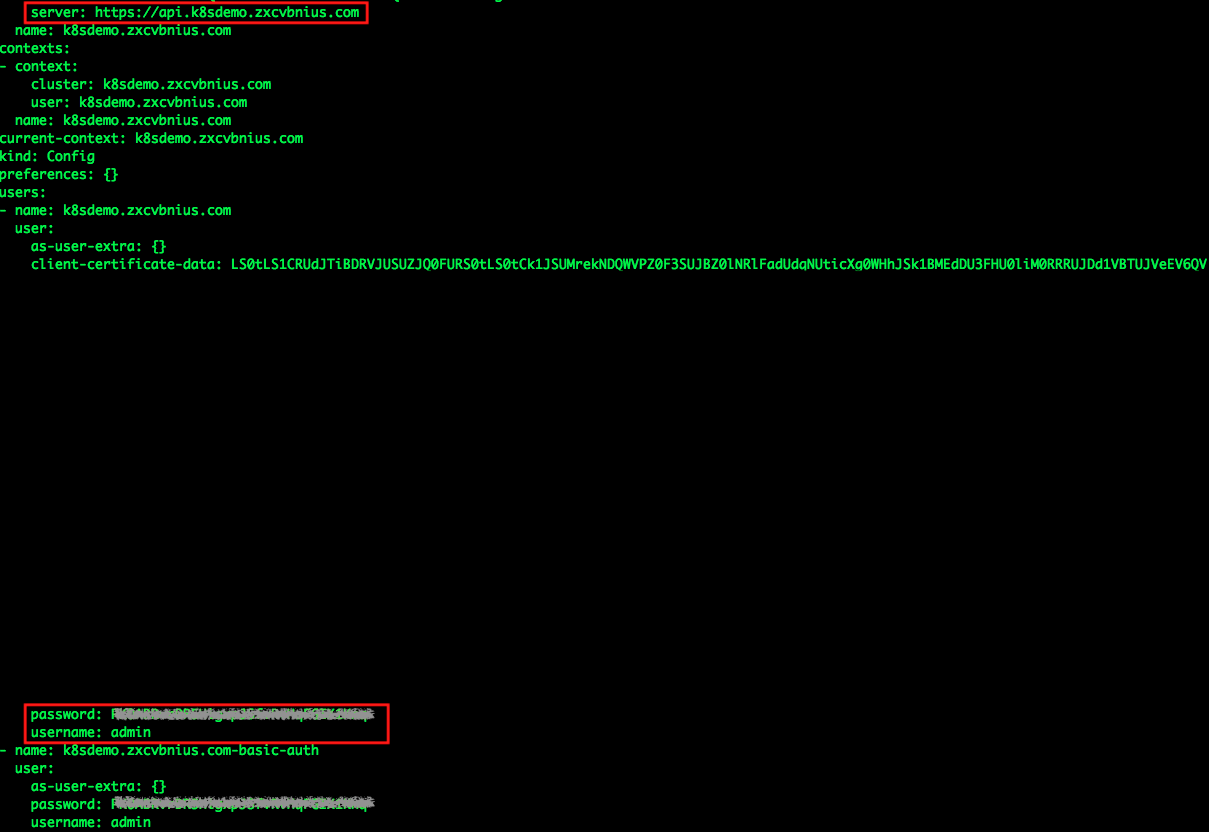 server: https://api.k8sdemo.zxcvbnius.com
name: k8sdemo.zxcvbnius.com
contexts:
- context:
cluster: k8sdemo.zxcvbnius.com
user: k8sdemo.zxcvbnius.com
name: k8sdemo.zxcvbnius.com
current-context: k8sdemo.zxcvbnius.com
kind: Config
preferences: {}
users:
- name: k8sdemo.zxcvbnius.com
user:
as-user-extra: {}
client-certificate-data: LS0tLS1CRUdJTiBDRVJUSUZJQ0FURS0tLS0tCk1JSUMrekNDQWVPZ0F3SUJBZ0lNRlFadUdqNUticXg0WHhJSk1BMEdDU3FHU0liM0RRRUJDd1VBTUJVeEV6QV
password:
username: admin
- name: k8sdemo.zxcvbnius.com-basic-auth
user:
as-user-extra: {}
password:
username: admin